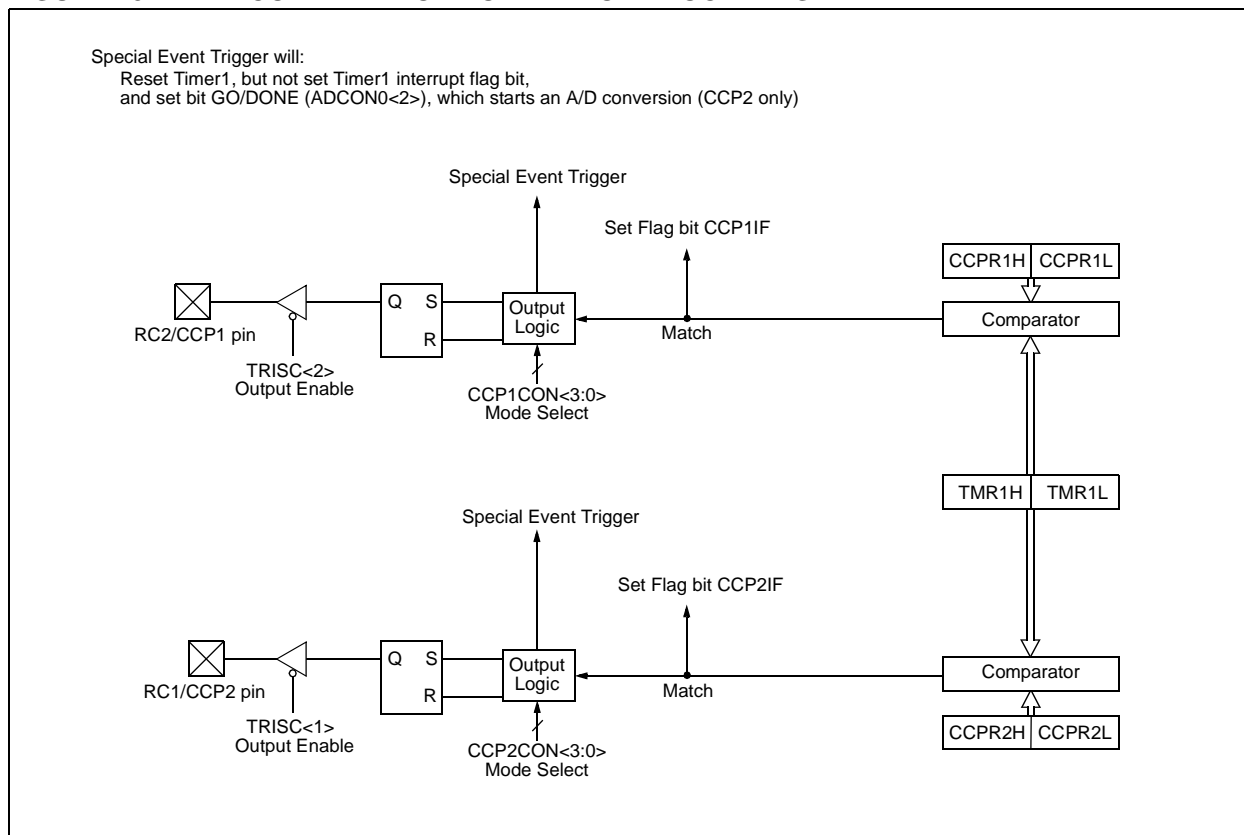 Special Event Trigger will:
Reset Timer1, but not set Timer1 interrupt flag bit,
and set bit GO/DONE (ADCON0<2>), which starts an A/D conversion (CCP2 only)
Special Event Trigger
Set Flag bit CCP1IF
CCPR1H CCPR1L
Q S
R
Output
Logic
Comparator
RC2/CCP1 pin
Match
TRISC<2>
Output Enable
CCP1CON<3:0>
Mode Select
TMR1H TMR1L
Special Event Trigger
Set Flag bit CCP2IF
Q S
R
Output
Logic
Comparator
RC1/CCP2 pin
Match
TRISC<1>
Output Enable
CCP2CON<3:0>
Mode Select
CCPR2H CCPR2L